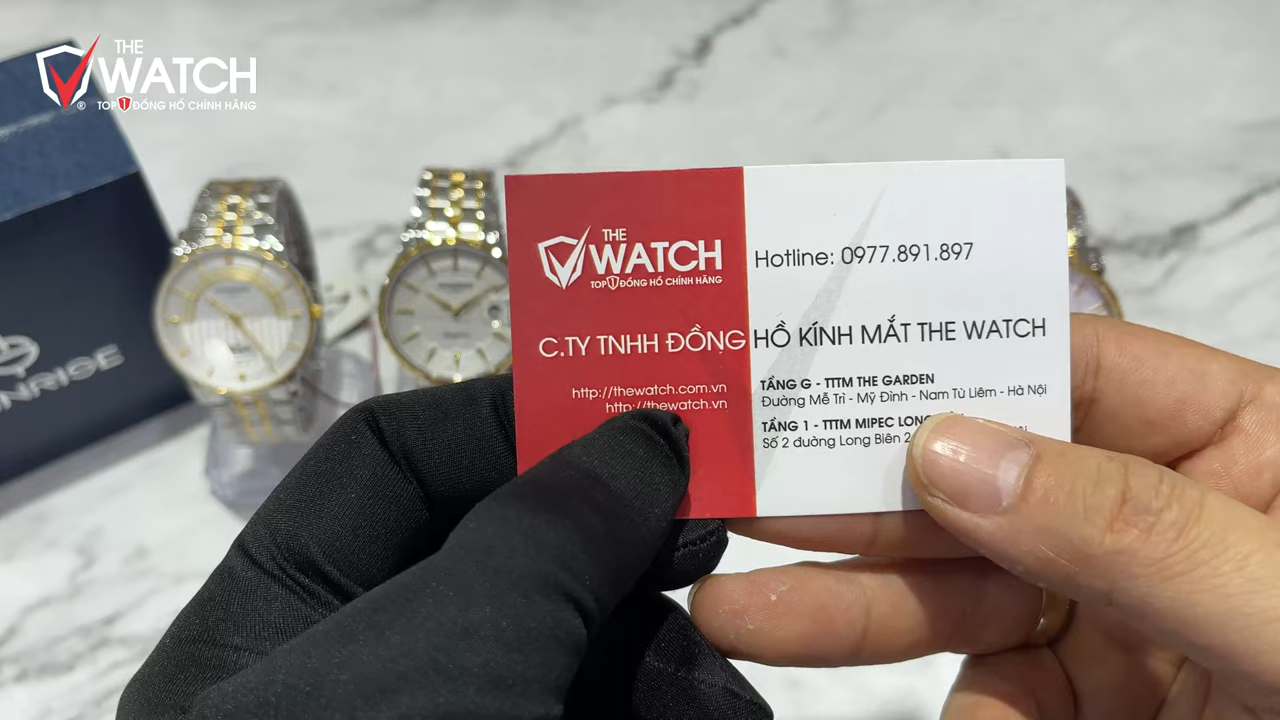 THE
WATCH
TOP 1 ĐỒNG HỒ CHÍNH HÃNG
THE
WATCH
TOP 1 ĐỒNG HỒ CHÍNH HÃNG
Hotline: 0977.891.897
C.TY TNHH ĐỒNG HỒ KÍNH MẮT THE WATCH
http://thewatch.com.vn
http://thewatch.vn
TẦNG G - TTTM THE GARDEN
Đường Mễ Trì - Mỹ Đình - Nam Từ Liêm - Hà Nội
TẦNG 1 - TTTM MIPEC
Số 2 đường Long Biên 2